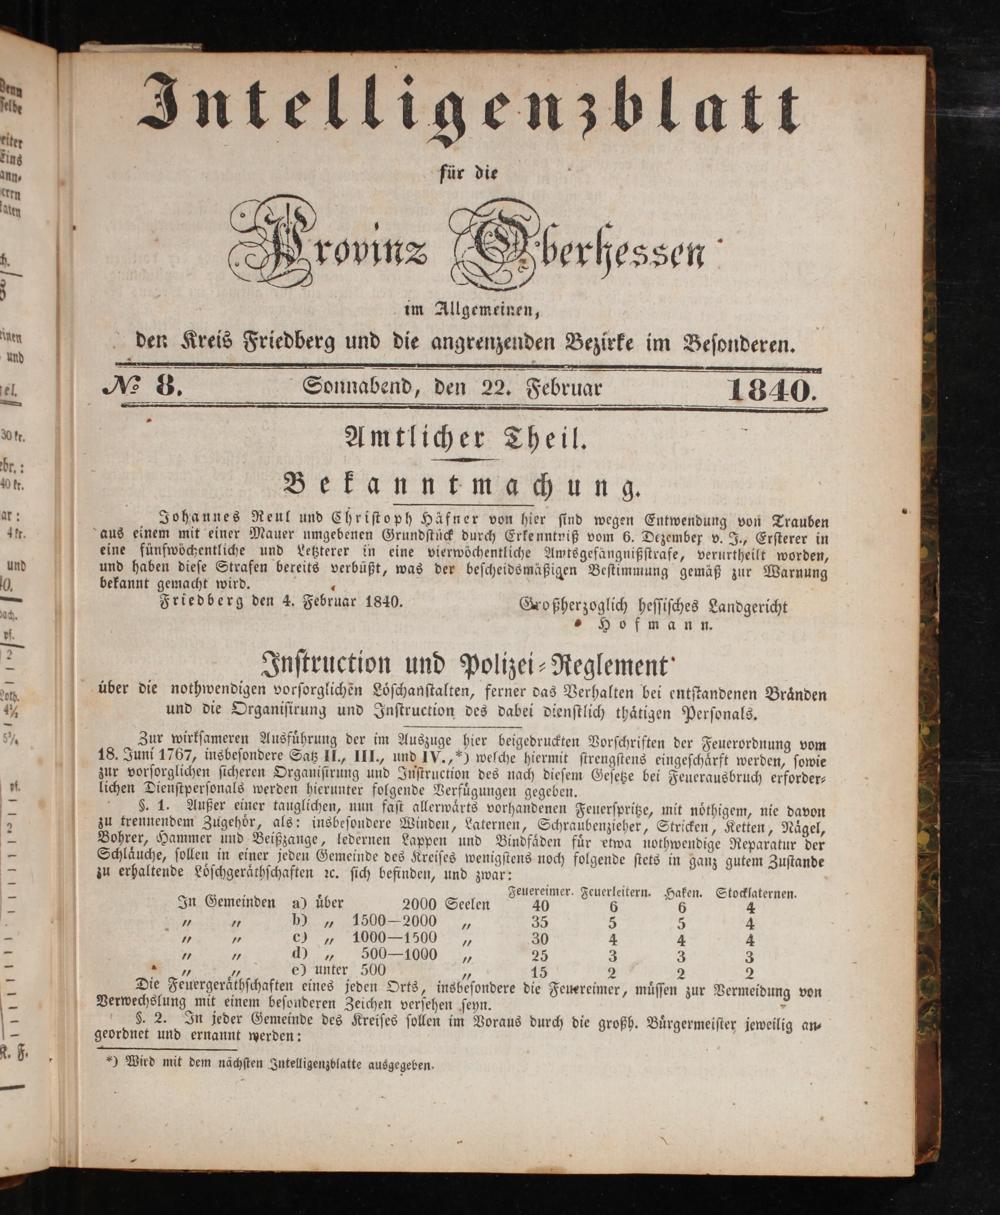 Intelligenzblatt
für die
Provinz Oberhessen
im Allgemeinen,
den Kreis Friedberg und die angrenzenden Bezirke im Besonderen.
№ 8. Sonnabend, den 22. Februar 1840.
Amtlicher Theil.
Bekanntmachung.
Johannes Reul und Christoph Häfner von hier sind wegen Entwendung von Trauben
aus einem mit einer Mauer umgebenen Grundstück durch Erkenntniß vom 6. Dezember v. J., Ersterer in
eine fünfwöchentliche und Letzterer in eine vierwöchentliche Amtsgefängnißstrafe, verurtheilt worden,
und haben diese Strafen bereits verbüßt, was der bescheidsmäßigen Bestimmung gemäß zur Warnung
bekannt gemacht wird.
Friedberg den 4. Februar 1840. Großherzoglich hessisches Landgericht
Hofmann.
Instruction und Polizei-Reglement
über die nothwendigen vorsorglichen Löschanstalten, ferner das Verhalten bei entstandenen Bränden
und die Organisirung und Instruction des dabei dienstlich thätigen Personals.
Zur wirksameren Ausführung der im Auszuge hier beigedruckten Vorschriften der Feuerordnung vom
18. Juni 1767, insbesondere Satz II., III., und IV.,*) welche hiermit strengstens eingeschärft werden, sowie
zur vorsorglichen sicheren Organisirung und Instruction des nach diesem Gesetze bei Feuerausbruch erforder-
lichen Dienstpersonals werden hierunter folgende Verfügungen gegeben.
§. 1. Außer einer tauglichen, nun fast allerwärts vorhandenen Feuerspritze, mit nöthigem, nie davon
zu trennendem Zugehör, als: insbesondere Winden, Laternen, Schraubenzieher, Stricken, Ketten, Nägel,
Bohrer, Hammer und Beißzange, ledernen Lappen und Bindfäden für etwa nothwendige Reparatur der
Schläuche, sollen in einer jeden Gemeinde des Kreises wenigstens noch folgende stets in ganz gutem Zustande
zu erhaltende Löschgeräthschaften ꝛc. sich befinden, und zwar:
Feuereimer. Feuerleitern. Haken. Stocklaternen.
In Gemeinden a) über 2000 Seelen 40 6 6 4
„ „ b) „ 1500—2000 „ 35 5 5 4
„ „ c) „ 1000—1500 „ 30 4 4 4
„ „ d) „ 500—1000 „ 25 3 3 3
„ „ e) unter 500 „ 15 2 2 2
Die Feuergeräthschaften eines jeden Orts, insbesondere die Feuereimer, müssen zur Vermeidung von
Verwechslung mit einem besonderen Zeichen versehen seyn.
§. 2. In jeder Gemeinde des Kreises sollen im Voraus durch die großh. Bürgermeister jeweilig an-
geordnet und ernannt werden:
*) Wird mit dem nächsten Intelligenzblatte ausgegeben.